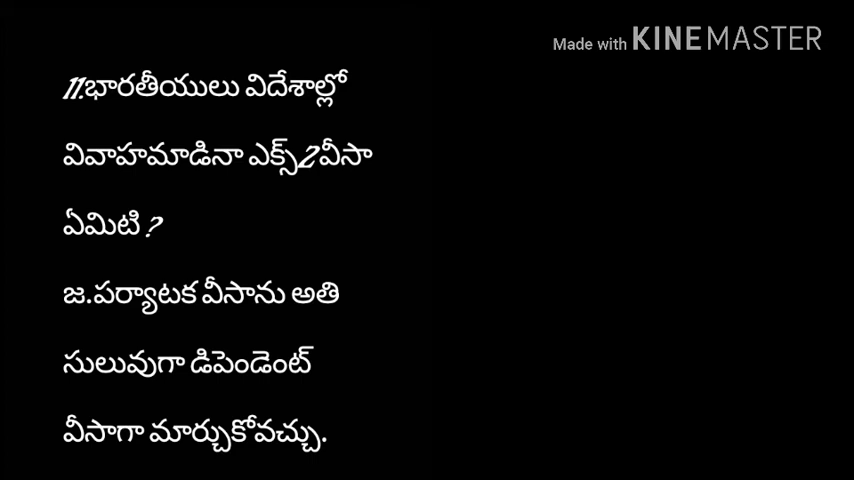 Made with KINEMASTER
11.భారతీయులు విదేశాల్లో
వివాహమాడినా ఎక్స్2వీసా
ఏమిటి ?
జ.పర్యాటక వీసాను అతి
సులువుగా డిపెండెంట్
వీసాగా మార్చుకోవచ్చు.